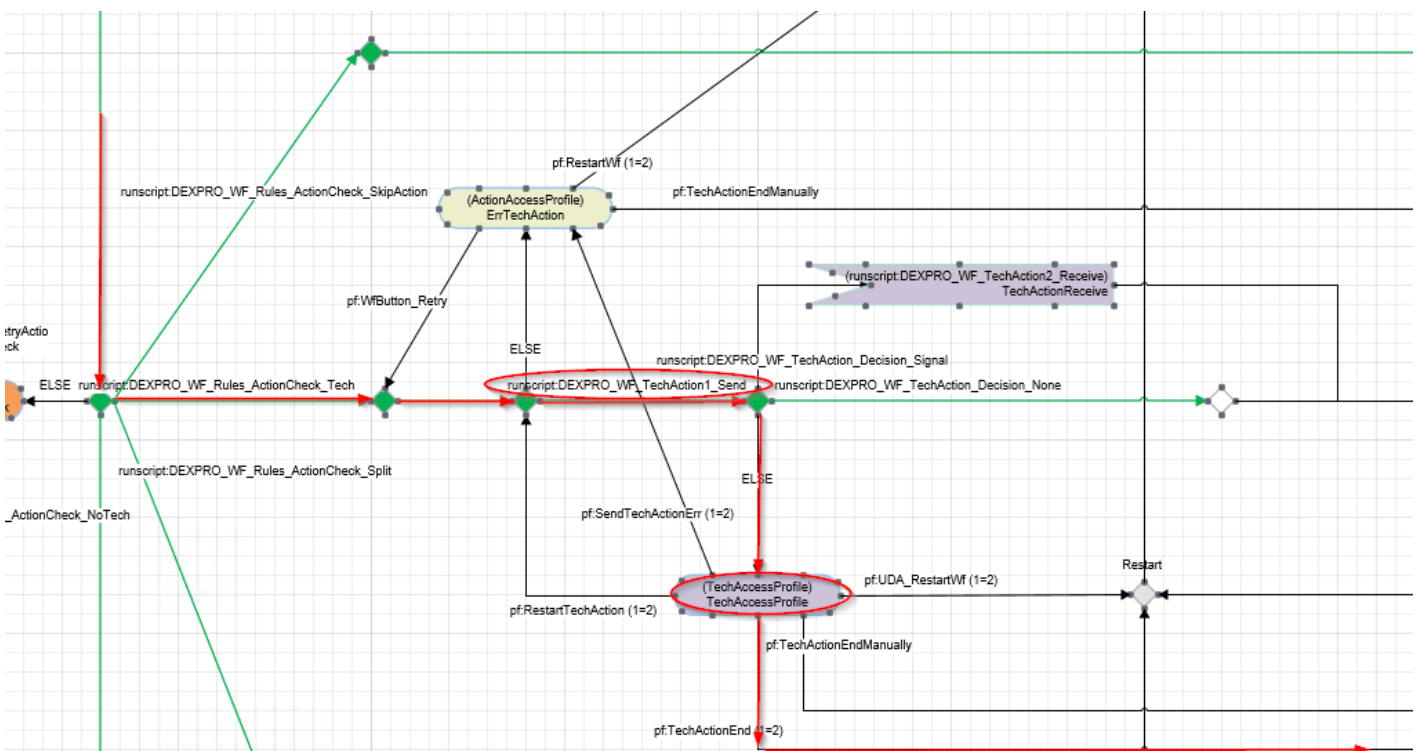 pf:RestartWf (1=2)
runscript:DEXPRO_WF_Rules_ActionCheck_SkipAction
pf:TechActionEndManually
(ActionAccessProfile)
ErrTechAction
(runscript:DEXPRO_WF_TechAction2_Receive)
TechActionReceive
pf:WfButton_Retry
etryActio
ck
ELSE
runscript:DEXPRO_WF_TechAction_Decision_Signal
ELSE
runscript:DEXPRO_WF_Rules_ActionCheck_Tech
runscript:DEXPRO_WF_TechAction1_Send
runscript:DEXPRO_WF_TechAction_Decision_None
k
runscript:DEXPRO_WF_Rules_ActionCheck_Split
ELSE
_ActionCheck_NoTech
pf:SendTechActionErr (1=2)
Restart
(TechAccessProfile)
TechAccessProfile
pf:UDA_RestartWf (1=2)
pf:RestartTechAction (1=2)
pf:TechActionEndManually
pf:TechActionEnd (1=2)